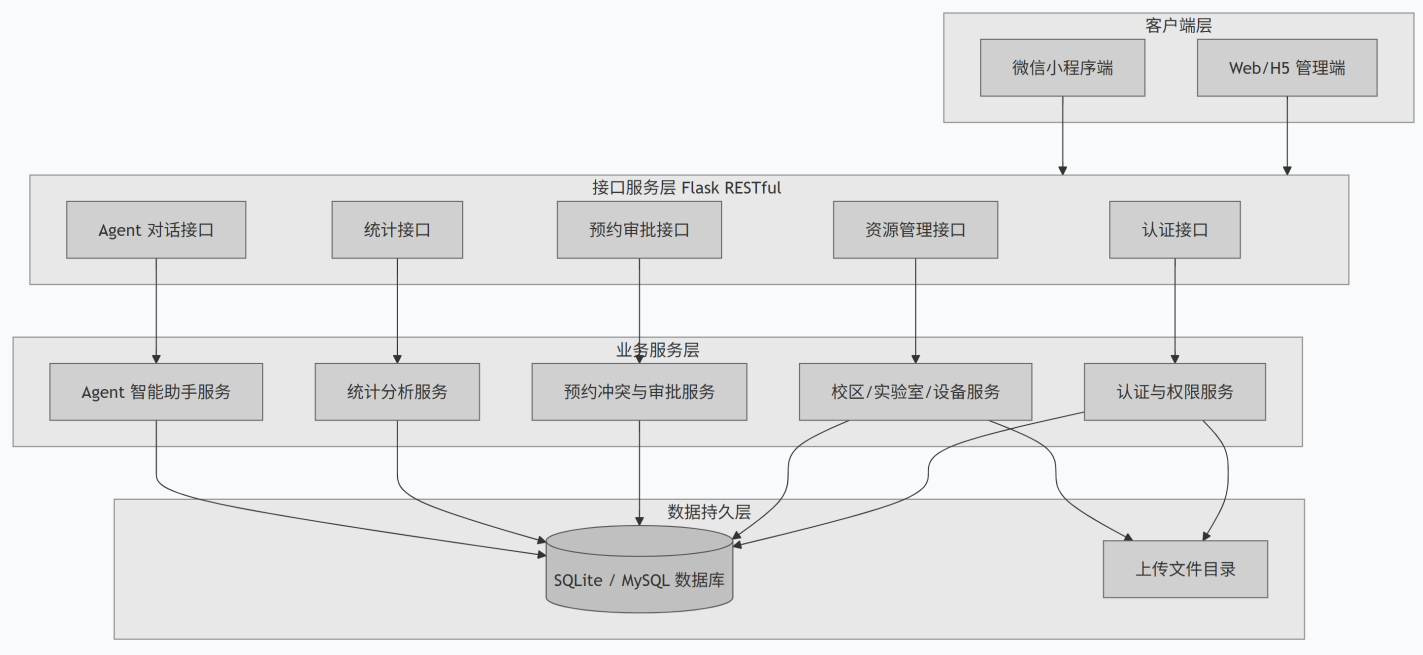 客户端层
微信小程序端
Web/H5 管理端
接口服务层 Flask RESTful
Agent 对话接口
统计接口
预约审批接口
资源管理接口
认证接口
业务服务层
Agent 智能助手服务
统计分析服务
预约冲突与审批服务
校区/实验室/设备服务
认证与权限服务
数据持久层
SQLite / MySQL 数据库
上传文件目录